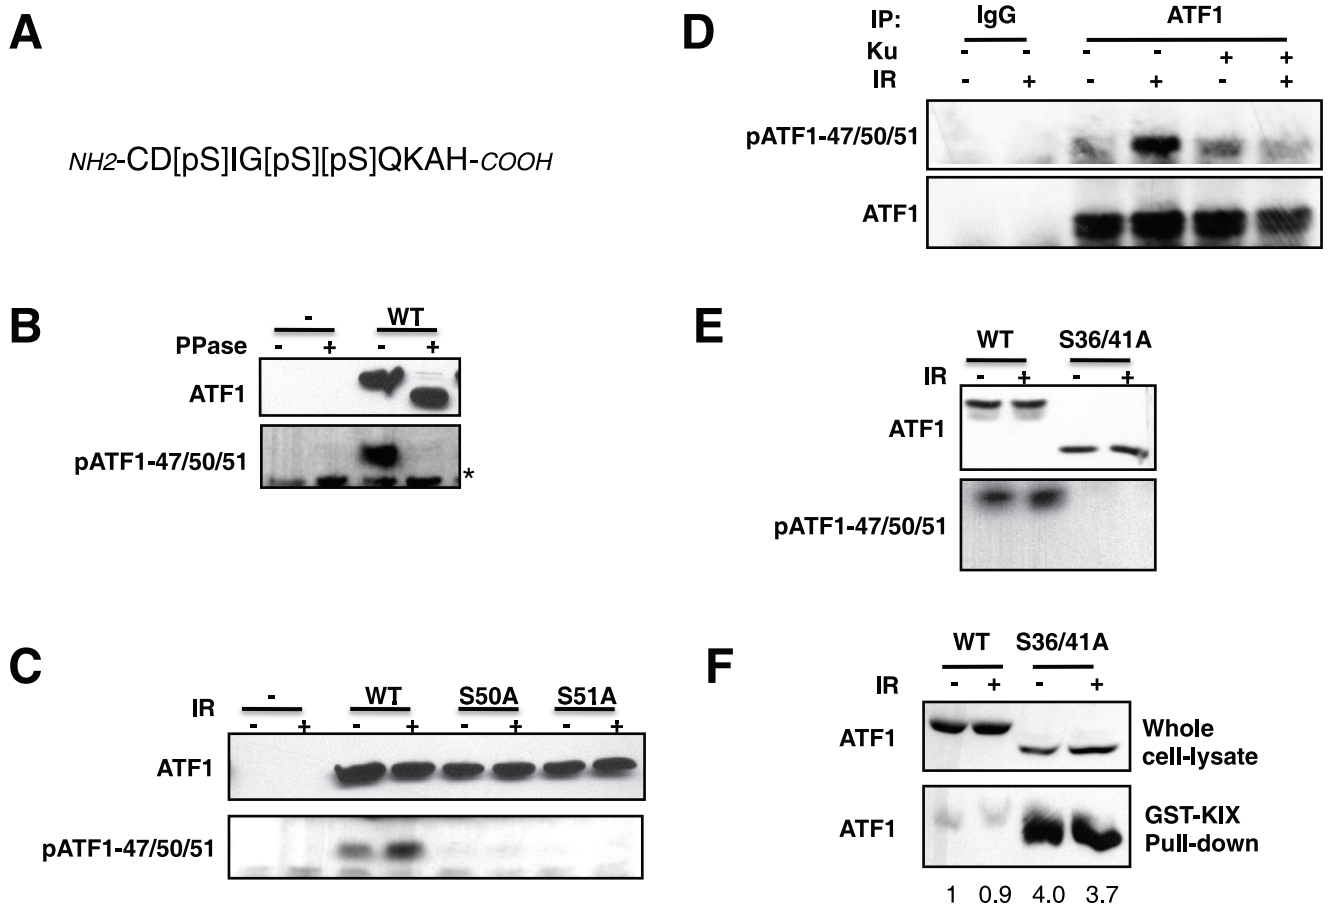 A
NH2-CD[pS]IG[pS][pS]QKAH-COOH
B
- WT
PPase - + - +
ATF1
pATF1-47/50/51
*
C
- WT S50A S51A
IR - + - + - + - +
ATF1
pATF1-47/50/51
D
IP: IgG ATF1
Ku - - - - + +
IR - + - + - +
pATF1-47/50/51
ATF1
E
WT S36/41A
IR - + - +
ATF1
pATF1-47/50/51
F
WT S36/41A
IR - + - +
ATF1 Whole
cell-lysate
ATF1 GST-KIX
Pull-down
1 0.9 4.0 3.7